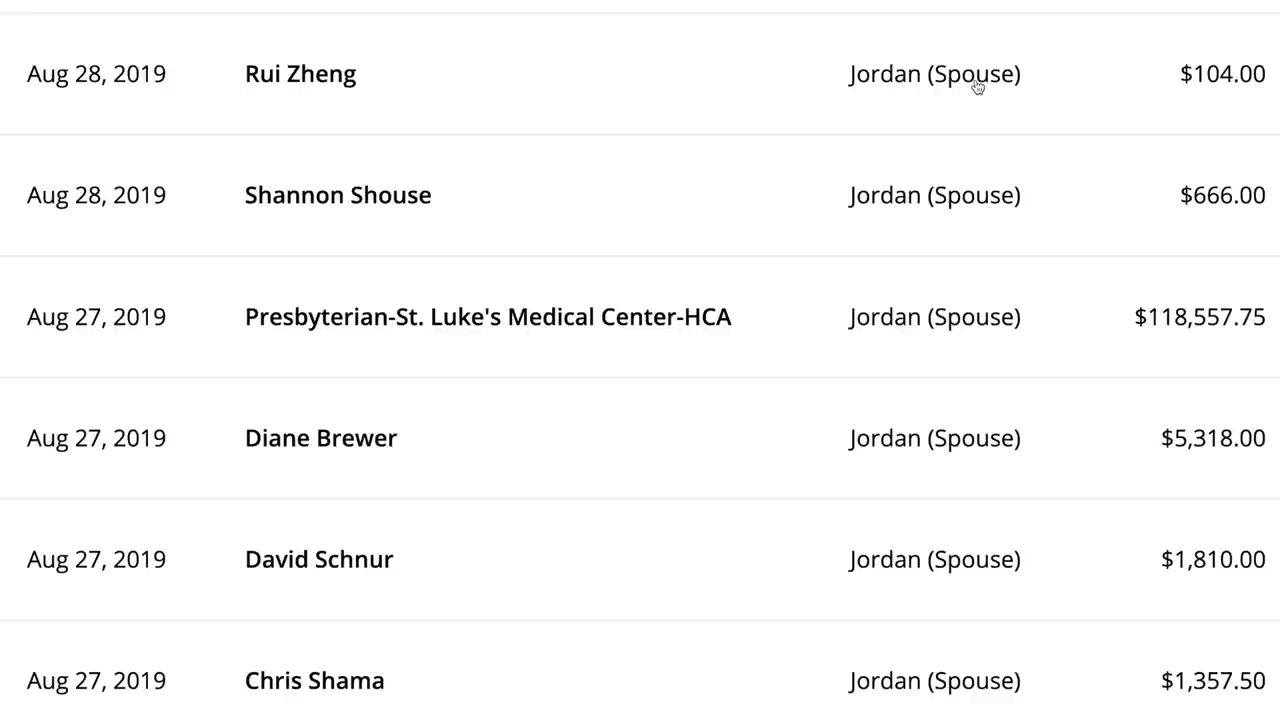 Aug 28, 2019 Rui Zheng Jordan (Spouse) $104.00
Aug 28, 2019 Shannon Shouse Jordan (Spouse) $666.00
Aug 27, 2019 Presbyterian-St. Luke's Medical Center-HCA Jordan (Spouse) $118,557.75
Aug 27, 2019 Diane Brewer Jordan (Spouse) $5,318.00
Aug 27, 2019 David Schnur Jordan (Spouse) $1,810.00
Aug 27, 2019 Chris Shama Jordan (Spouse) $1,357.50